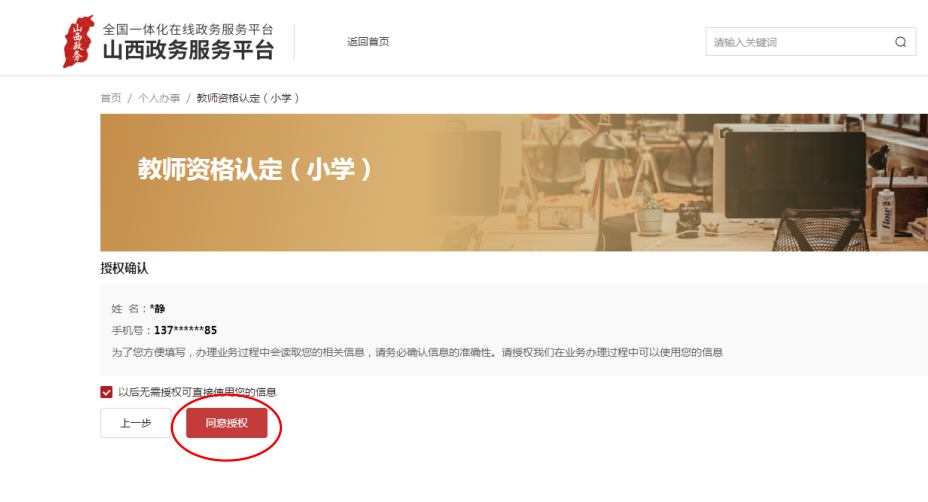 山西政务
全国一体化在线政务服务平台
山西政务服务平台
返回首页
请输入关键词
首页 / 个人办事 / 教师资格认定（小学）
教师资格认定（小学）
授权确认
姓 名：*静
手机号：137******85
为了您方便填写，办理业务过程中会读取您的相关信息，请务必确认信息的准确性。请授权我们在业务办理过程中可以使用您的信息
以后无需授权可直接使用您的信息
上一步
同意授权